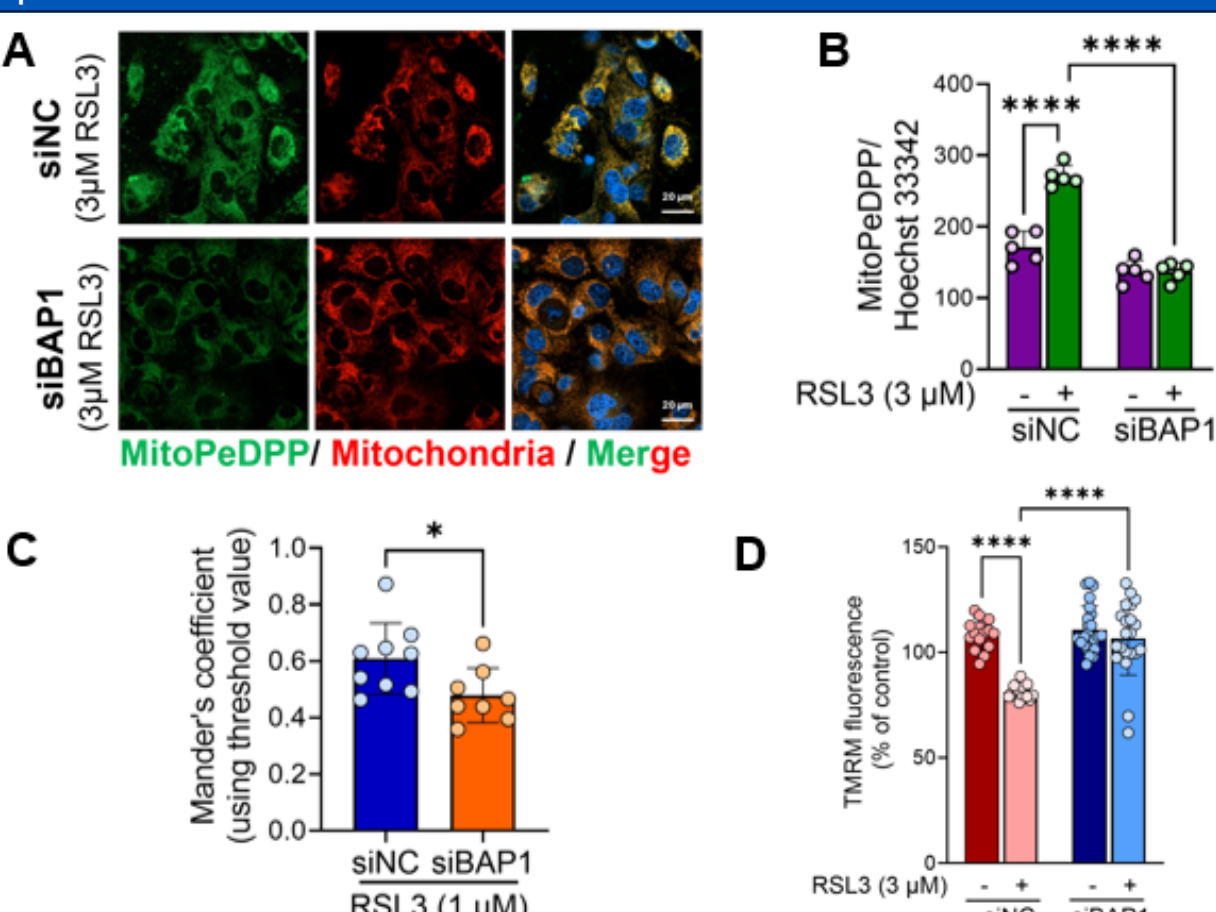 A
siNC
(3µM RSL3)
20 µm
siBAP1
(3µM RSL3)
20 µm
MitoPeDPP/ Mitochondria / Merge
B
****
****
MitoPeDPP/
Hoechst 33342
400
300
200
100
0
RSL3 (3 µM)
- + - +
siNC siBAP1
C
*
Mander's coefficient
(using threshold value)
1.0
0.8
0.6
0.4
0.2
0.0
siNC siBAP1
RSL3 (1 µM)
D
****
****
TMRM fluorescence
(% of control)
150
100
50
0
RSL3 (3 µM)
- + - +
siNC siBAP1